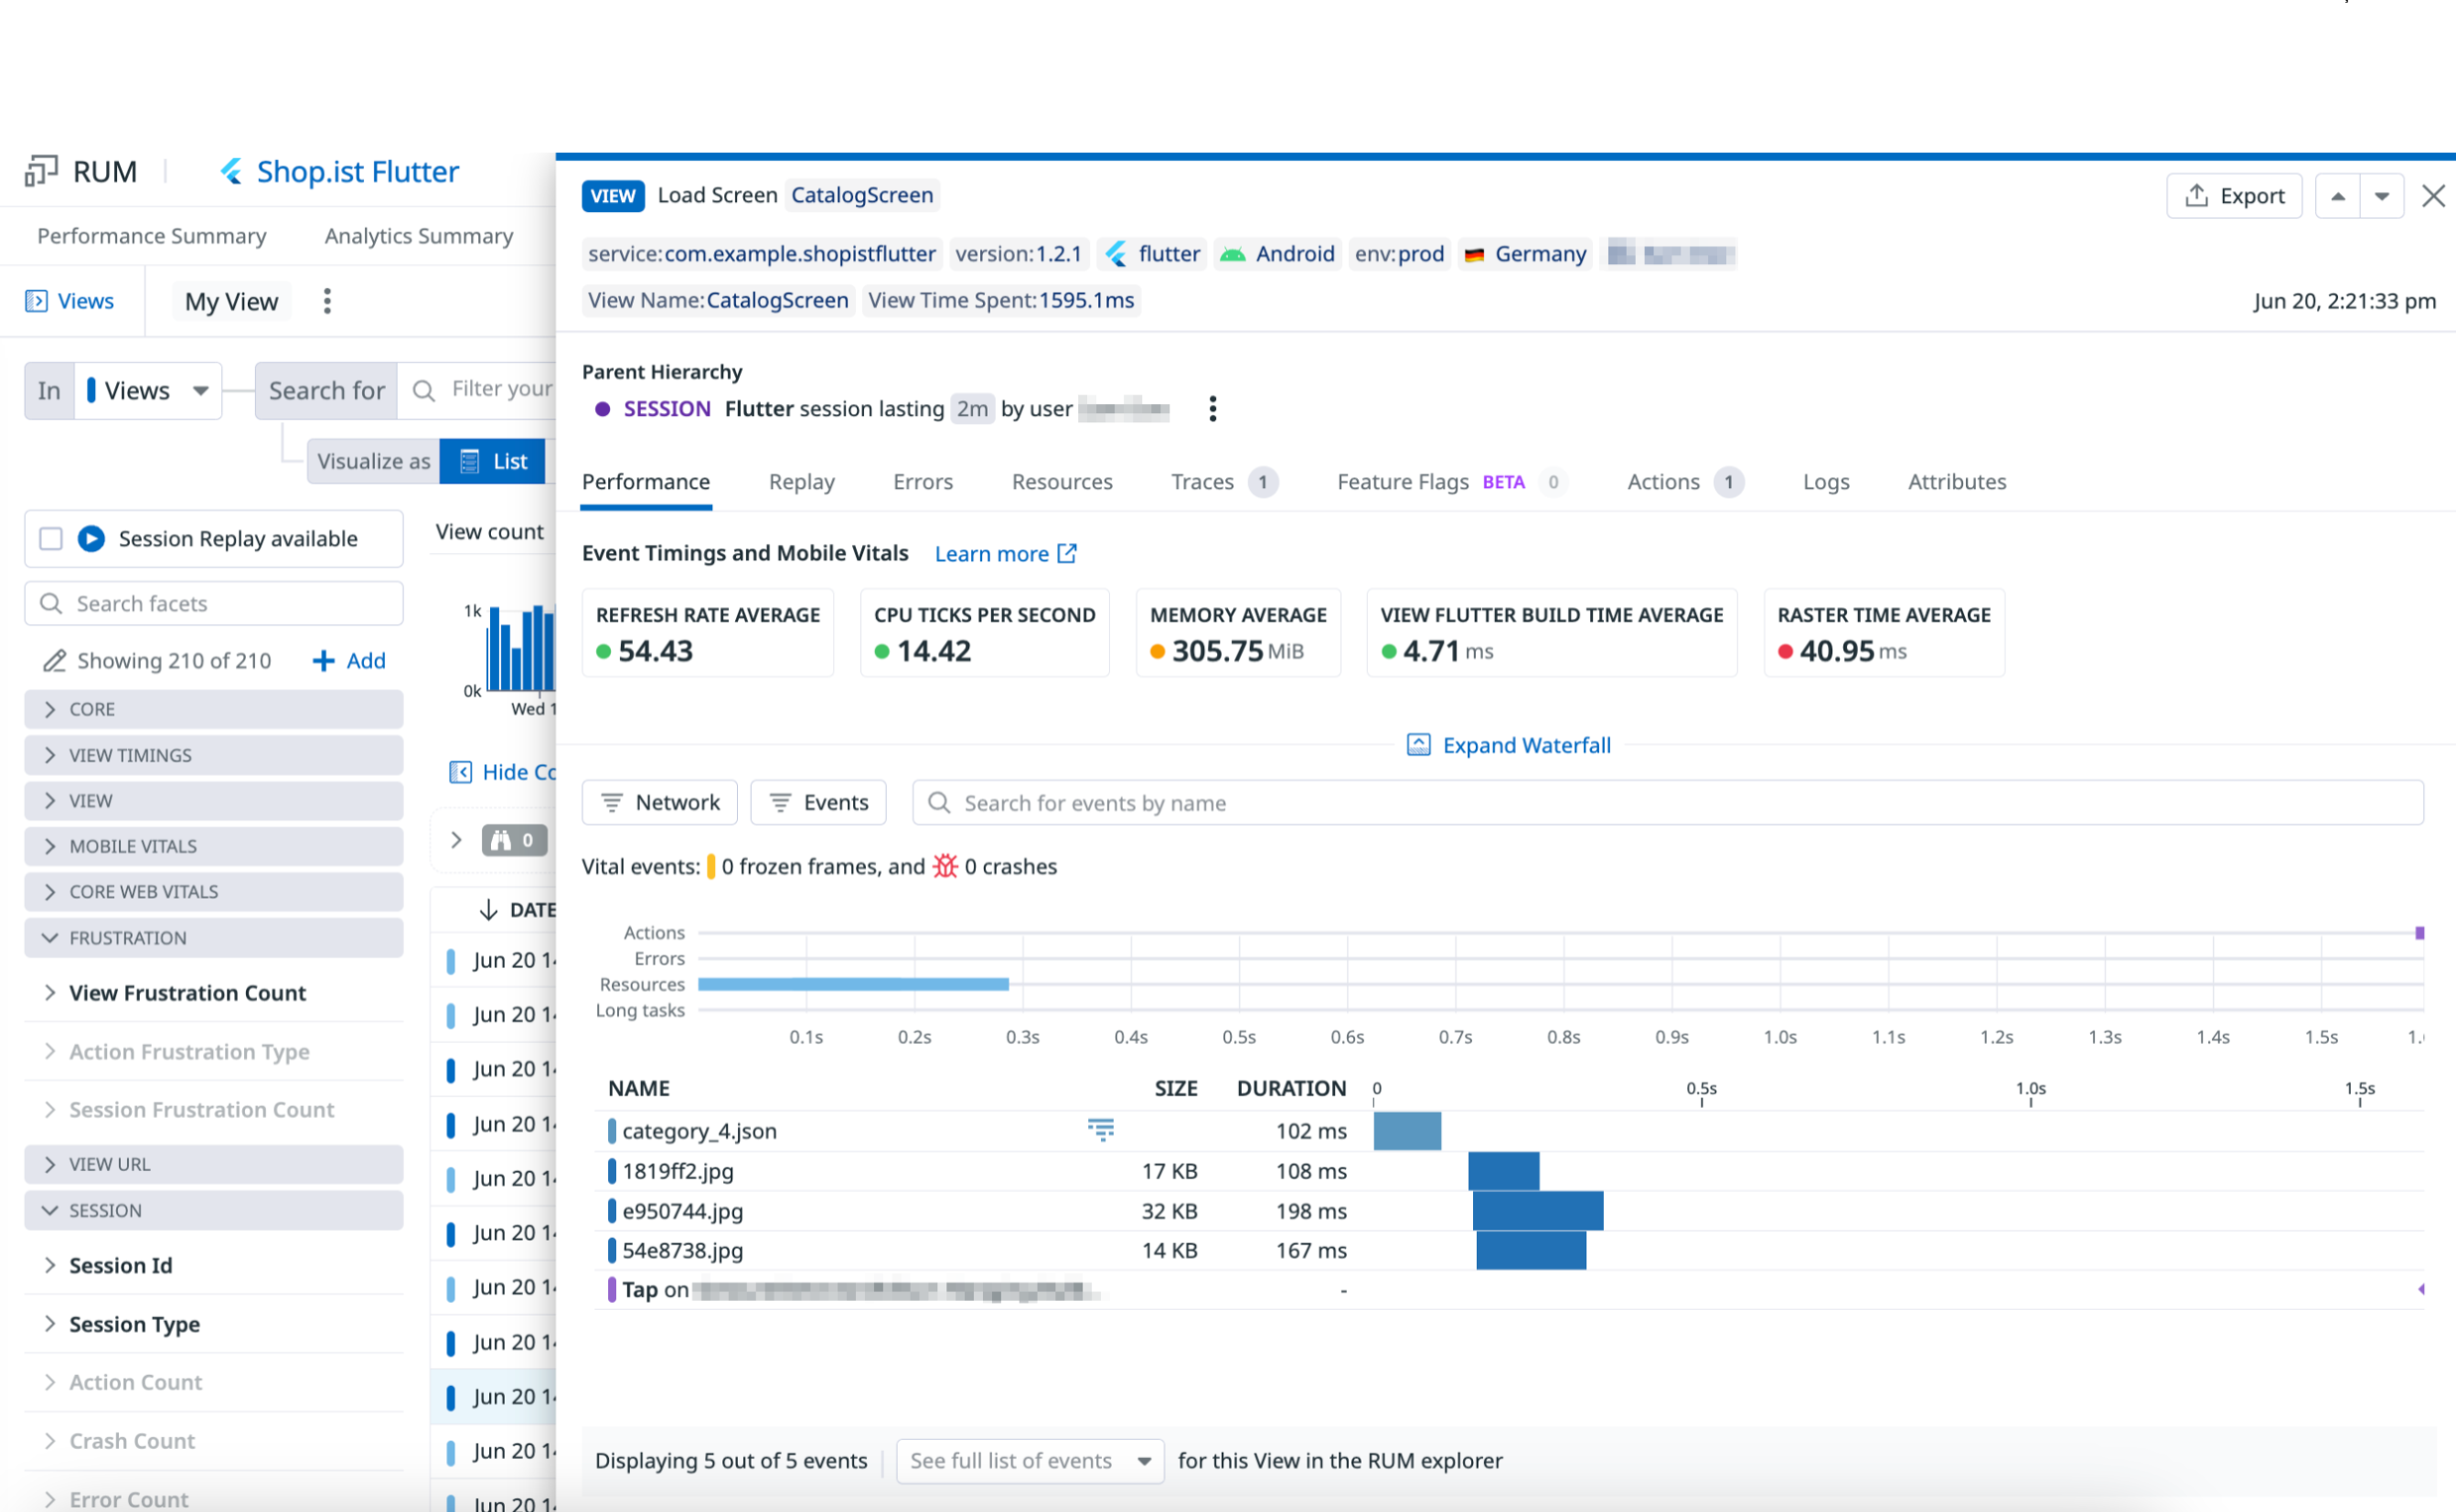 RUM
Shop.ist Flutter
Performance Summary
Analytics Summary
Views
My View
In
Views
Search for
Filter your
Visualize as
List
Session Replay available
Search facets
Showing 210 of 210
Add
CORE
VIEW TIMINGS
VIEW
MOBILE VITALS
CORE WEB VITALS
FRUSTRATION
View Frustration Count
Action Frustration Type
Session Frustration Count
VIEW URL
SESSION
Session Id
Session Type
Action Count
Crash Count
Error Count
View count
1k
0k
Wed 1
Hide Co
0
DATE
Jun 20 14
Jun 20 14
Jun 20 14
Jun 20 14
Jun 20 14
Jun 20 14
Jun 20 14
Jun 20 14
Jun 20 14
Jun 20 14
Jun 20 14
VIEW Load Screen CatalogScreen
Export
service:com.example.shopistflutter version:1.2.1 flutter Android env:prod Germany
View Name:CatalogScreen View Time Spent:1595.1ms
Jun 20, 2:21:33 pm
Parent Hierarchy
SESSION Flutter session lasting 2m by user
Performance Replay Errors Resources Traces 1 Feature Flags BETA 0 Actions 1 Logs Attributes
Event Timings and Mobile Vitals Learn more
REFRESH RATE AVERAGE
54.43
CPU TICKS PER SECOND
14.42
MEMORY AVERAGE
305.75 MiB
VIEW FLUTTER BUILD TIME AVERAGE
4.71 ms
RASTER TIME AVERAGE
40.95 ms
Expand Waterfall
Network
Events
Search for events by name
Vital events: 0 frozen frames, and 0 crashes
Actions
Errors
Resources
Long tasks
0.1s 0.2s 0.3s 0.4s 0.5s 0.6s 0.7s 0.8s 0.9s 1.0s 1.1s 1.2s 1.3s 1.4s 1.5s 1.
NAME SIZE DURATION 0 0.5s 1.0s 1.5s
category_4.json 102 ms
1819ff2.jpg 17 KB 108 ms
e950744.jpg 32 KB 198 ms
54e8738.jpg 14 KB 167 ms
Tap on -
Displaying 5 out of 5 events See full list of events for this View in the RUM explorer